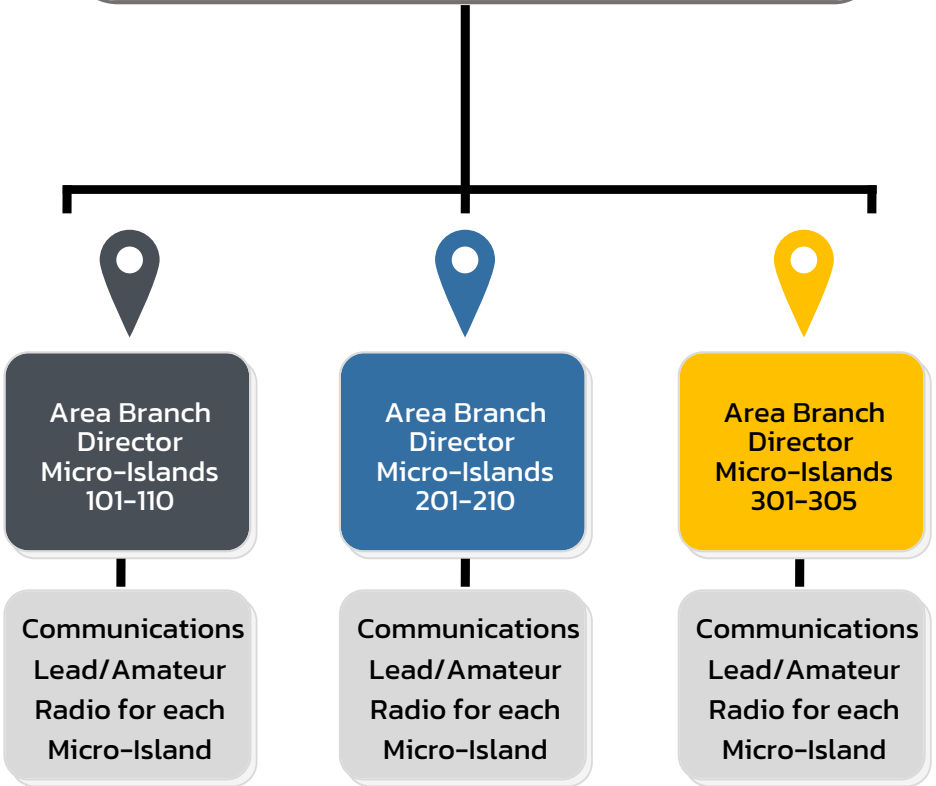 Area Branch
Director
Micro-Islands
101-110
Area Branch
Director
Micro-Islands
201-210
Area Branch
Director
Micro-Islands
301-305
Communications
Lead/Amateur
Radio for each
Micro-Island
Communications
Lead/Amateur
Radio for each
Micro-Island
Communications
Lead/Amateur
Radio for each
Micro-Island